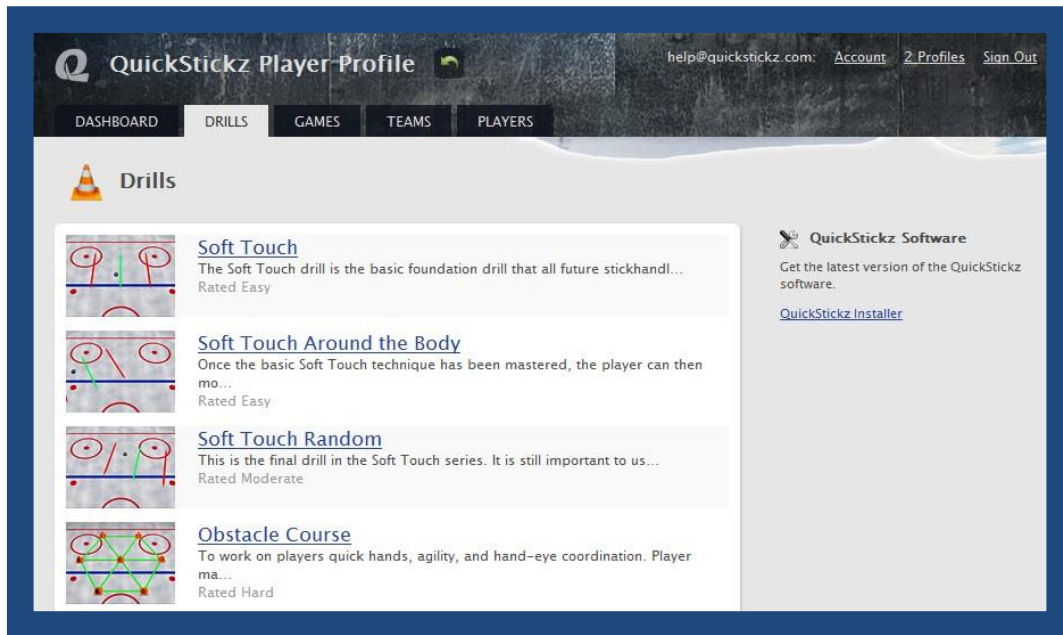 Q QuickStickz Player Profile
help@quickstickz.com: Account 2 Profiles Sign Out
DASHBOARD DRILLS GAMES TEAMS PLAYERS
Drills
Soft Touch
The Soft Touch drill is the basic foundation drill that all future stickhandl...
Rated Easy
Soft Touch Around the Body
Once the basic Soft Touch technique has been mastered, the player can then
mo...
Rated Easy
Soft Touch Random
This is the final drill in the Soft Touch series. It is still important to us...
Rated Moderate
Obstacle Course
To work on players quick hands, agility, and hand-eye coordination. Player
ma...
Rated Hard
QuickStickz Software
Get the latest version of the QuickStickz
software.
QuickStickz Installer